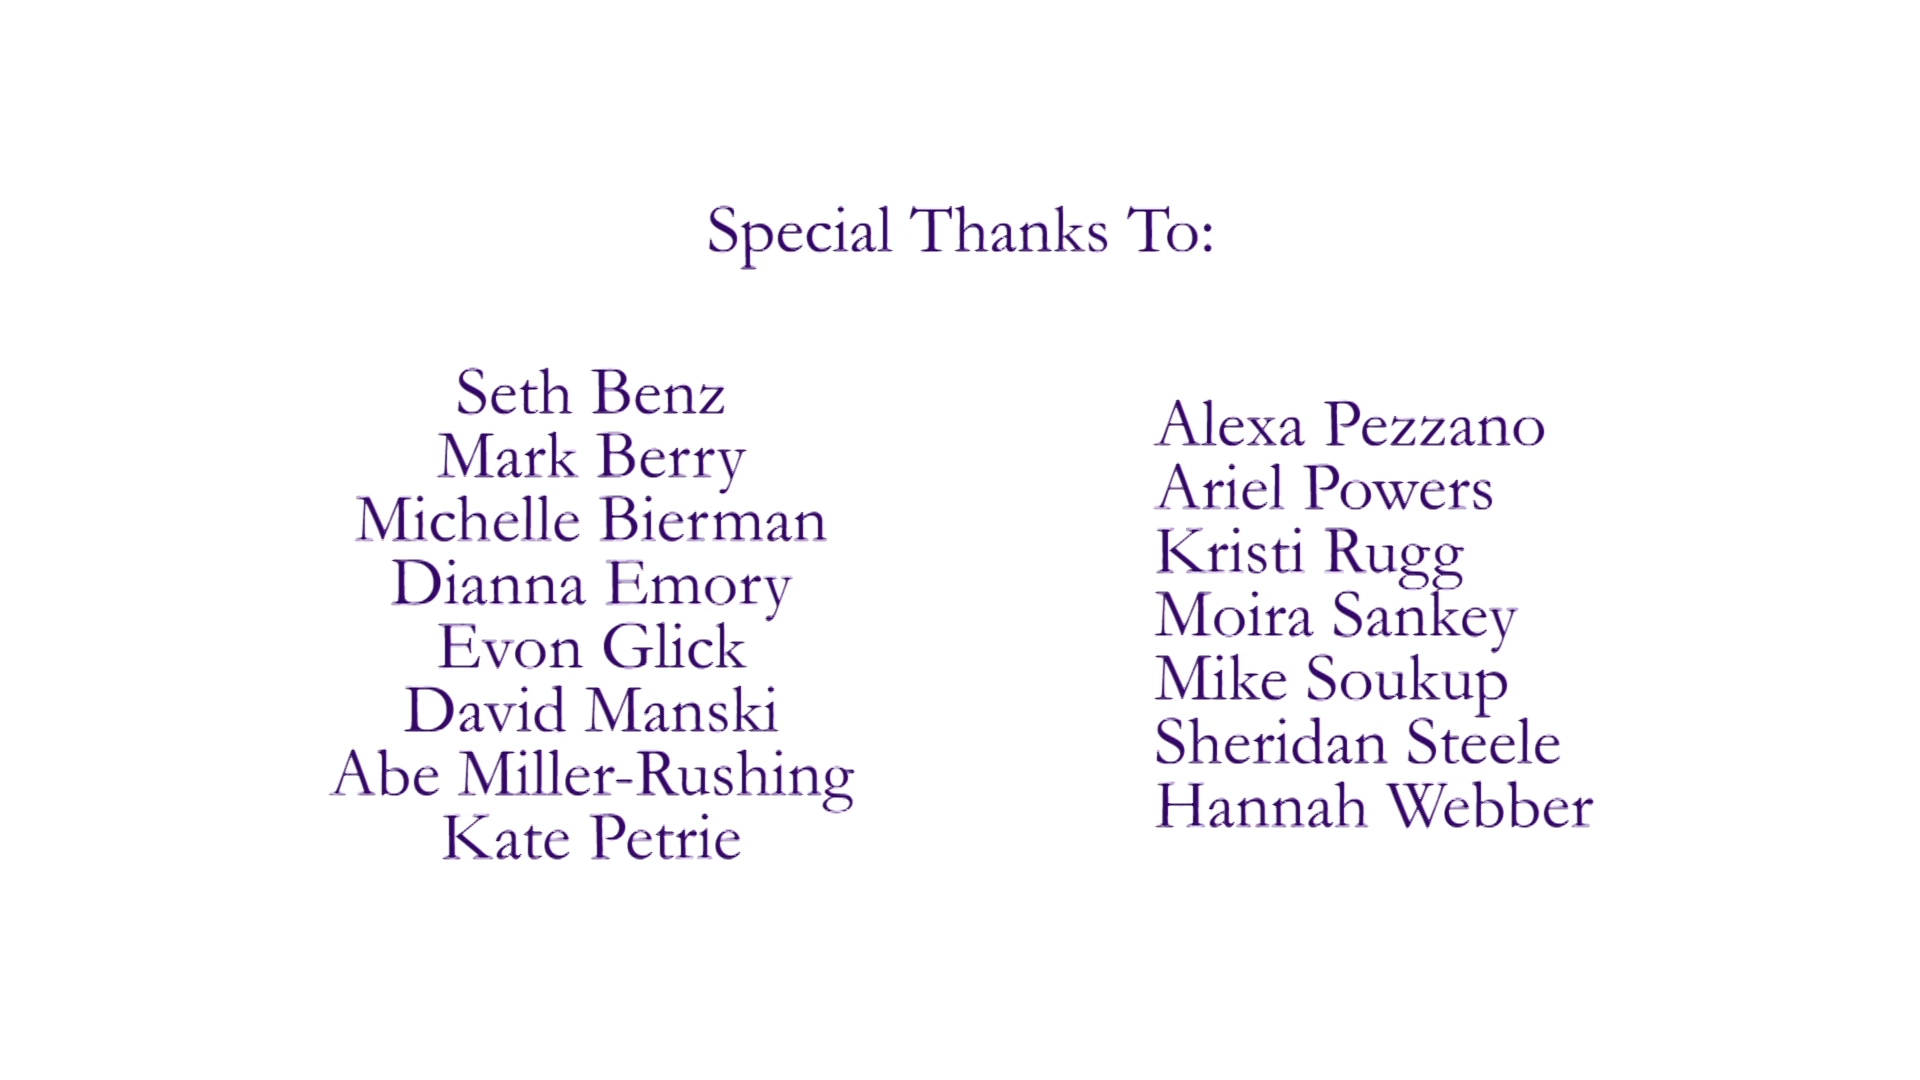 Special Thanks To:
Seth Benz
Mark Berry
Michelle Bierman
Dianna Emory
Evon Glick
David Manski
Abe Miller-Rushing
Kate Petrie
Alexa Pezzano
Ariel Powers
Kristi Rugg
Moira Sankey
Mike Soukup
Sheridan Steele
Hannah Webber